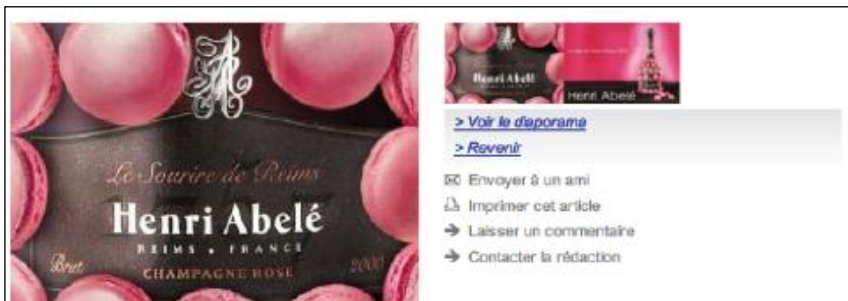 Le Sourire de Reims
Henri Abelé
REIMS . FRANCE
Brut
2000
CHAMPAGNE ROSÉ
Henri Abelé
Henri Abelé
> Voir le diaporama
> Revenir
Envoyer à un ami
Imprimer cet article
Laisser un commentaire
Contacter la rédaction